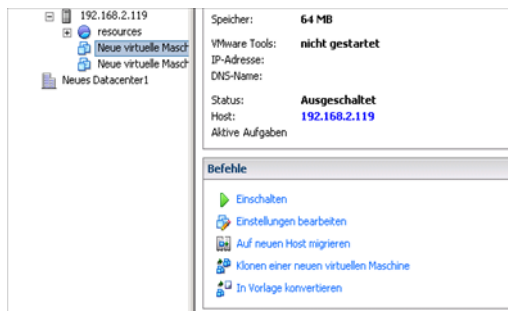 192.168.2.119
resources
Neue virtuelle Masch
Neue virtuelle Masch
Neues Datacenter1
Speicher: 64 MB
VMware Tools: nicht gestartet
IP-Adresse:
DNS-Name:
Status: Ausgeschaltet
Host: 192.168.2.119
Aktive Aufgaben
Befehle
Einschalten
Einstellungen bearbeiten
Auf neuen Host migrieren
Klonen einer neuen virtuellen Maschine
In Vorlage konvertieren